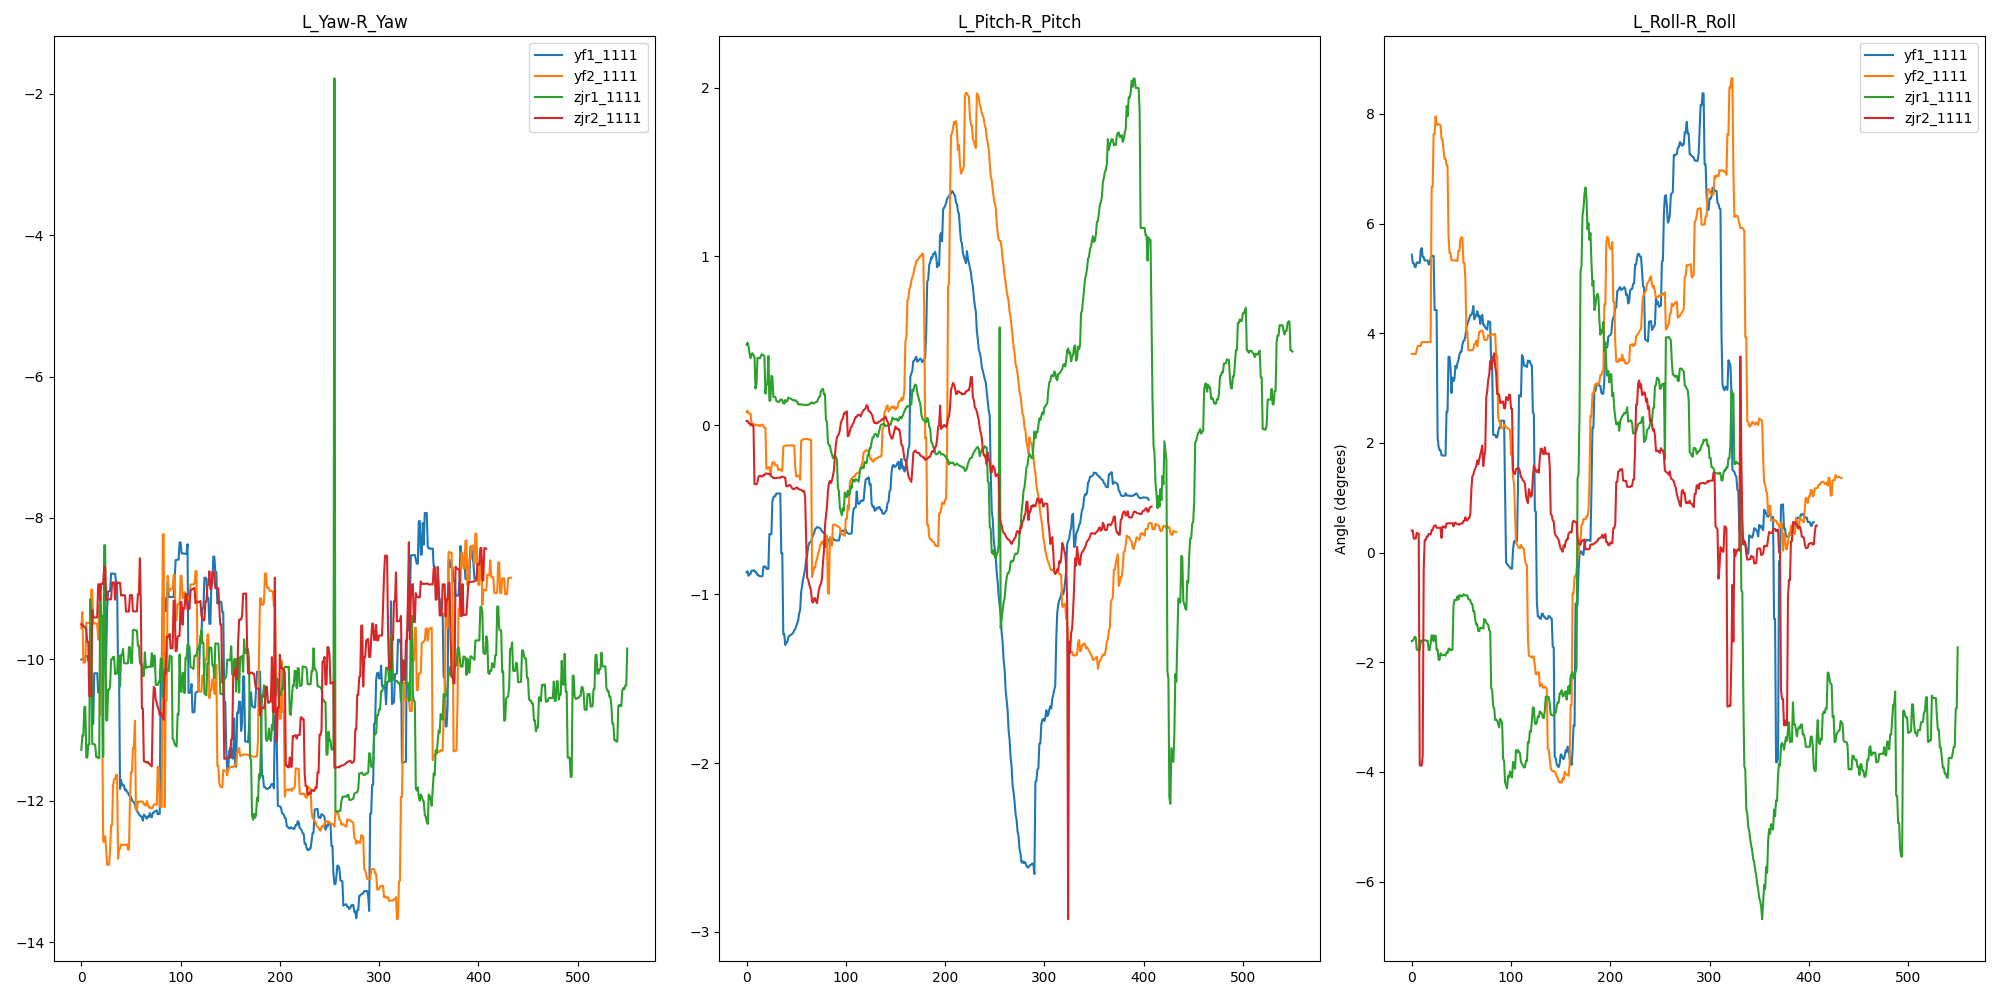 L_Yaw-R_Yaw
yf1_1111
yf2_1111
zjr1_1111
zjr2_1111
−2
−4
−6
−8
−10
−12
−14
0 100 200 300 400 500
L_Pitch-R_Pitch
2
1
0
−1
−2
−3
0 100 200 300 400 500
L_Roll-R_Roll
yf1_1111
yf2_1111
zjr1_1111
zjr2_1111
Angle (degrees)
8
6
4
2
0
−2
−4
−6
0 100 200 300 400 500